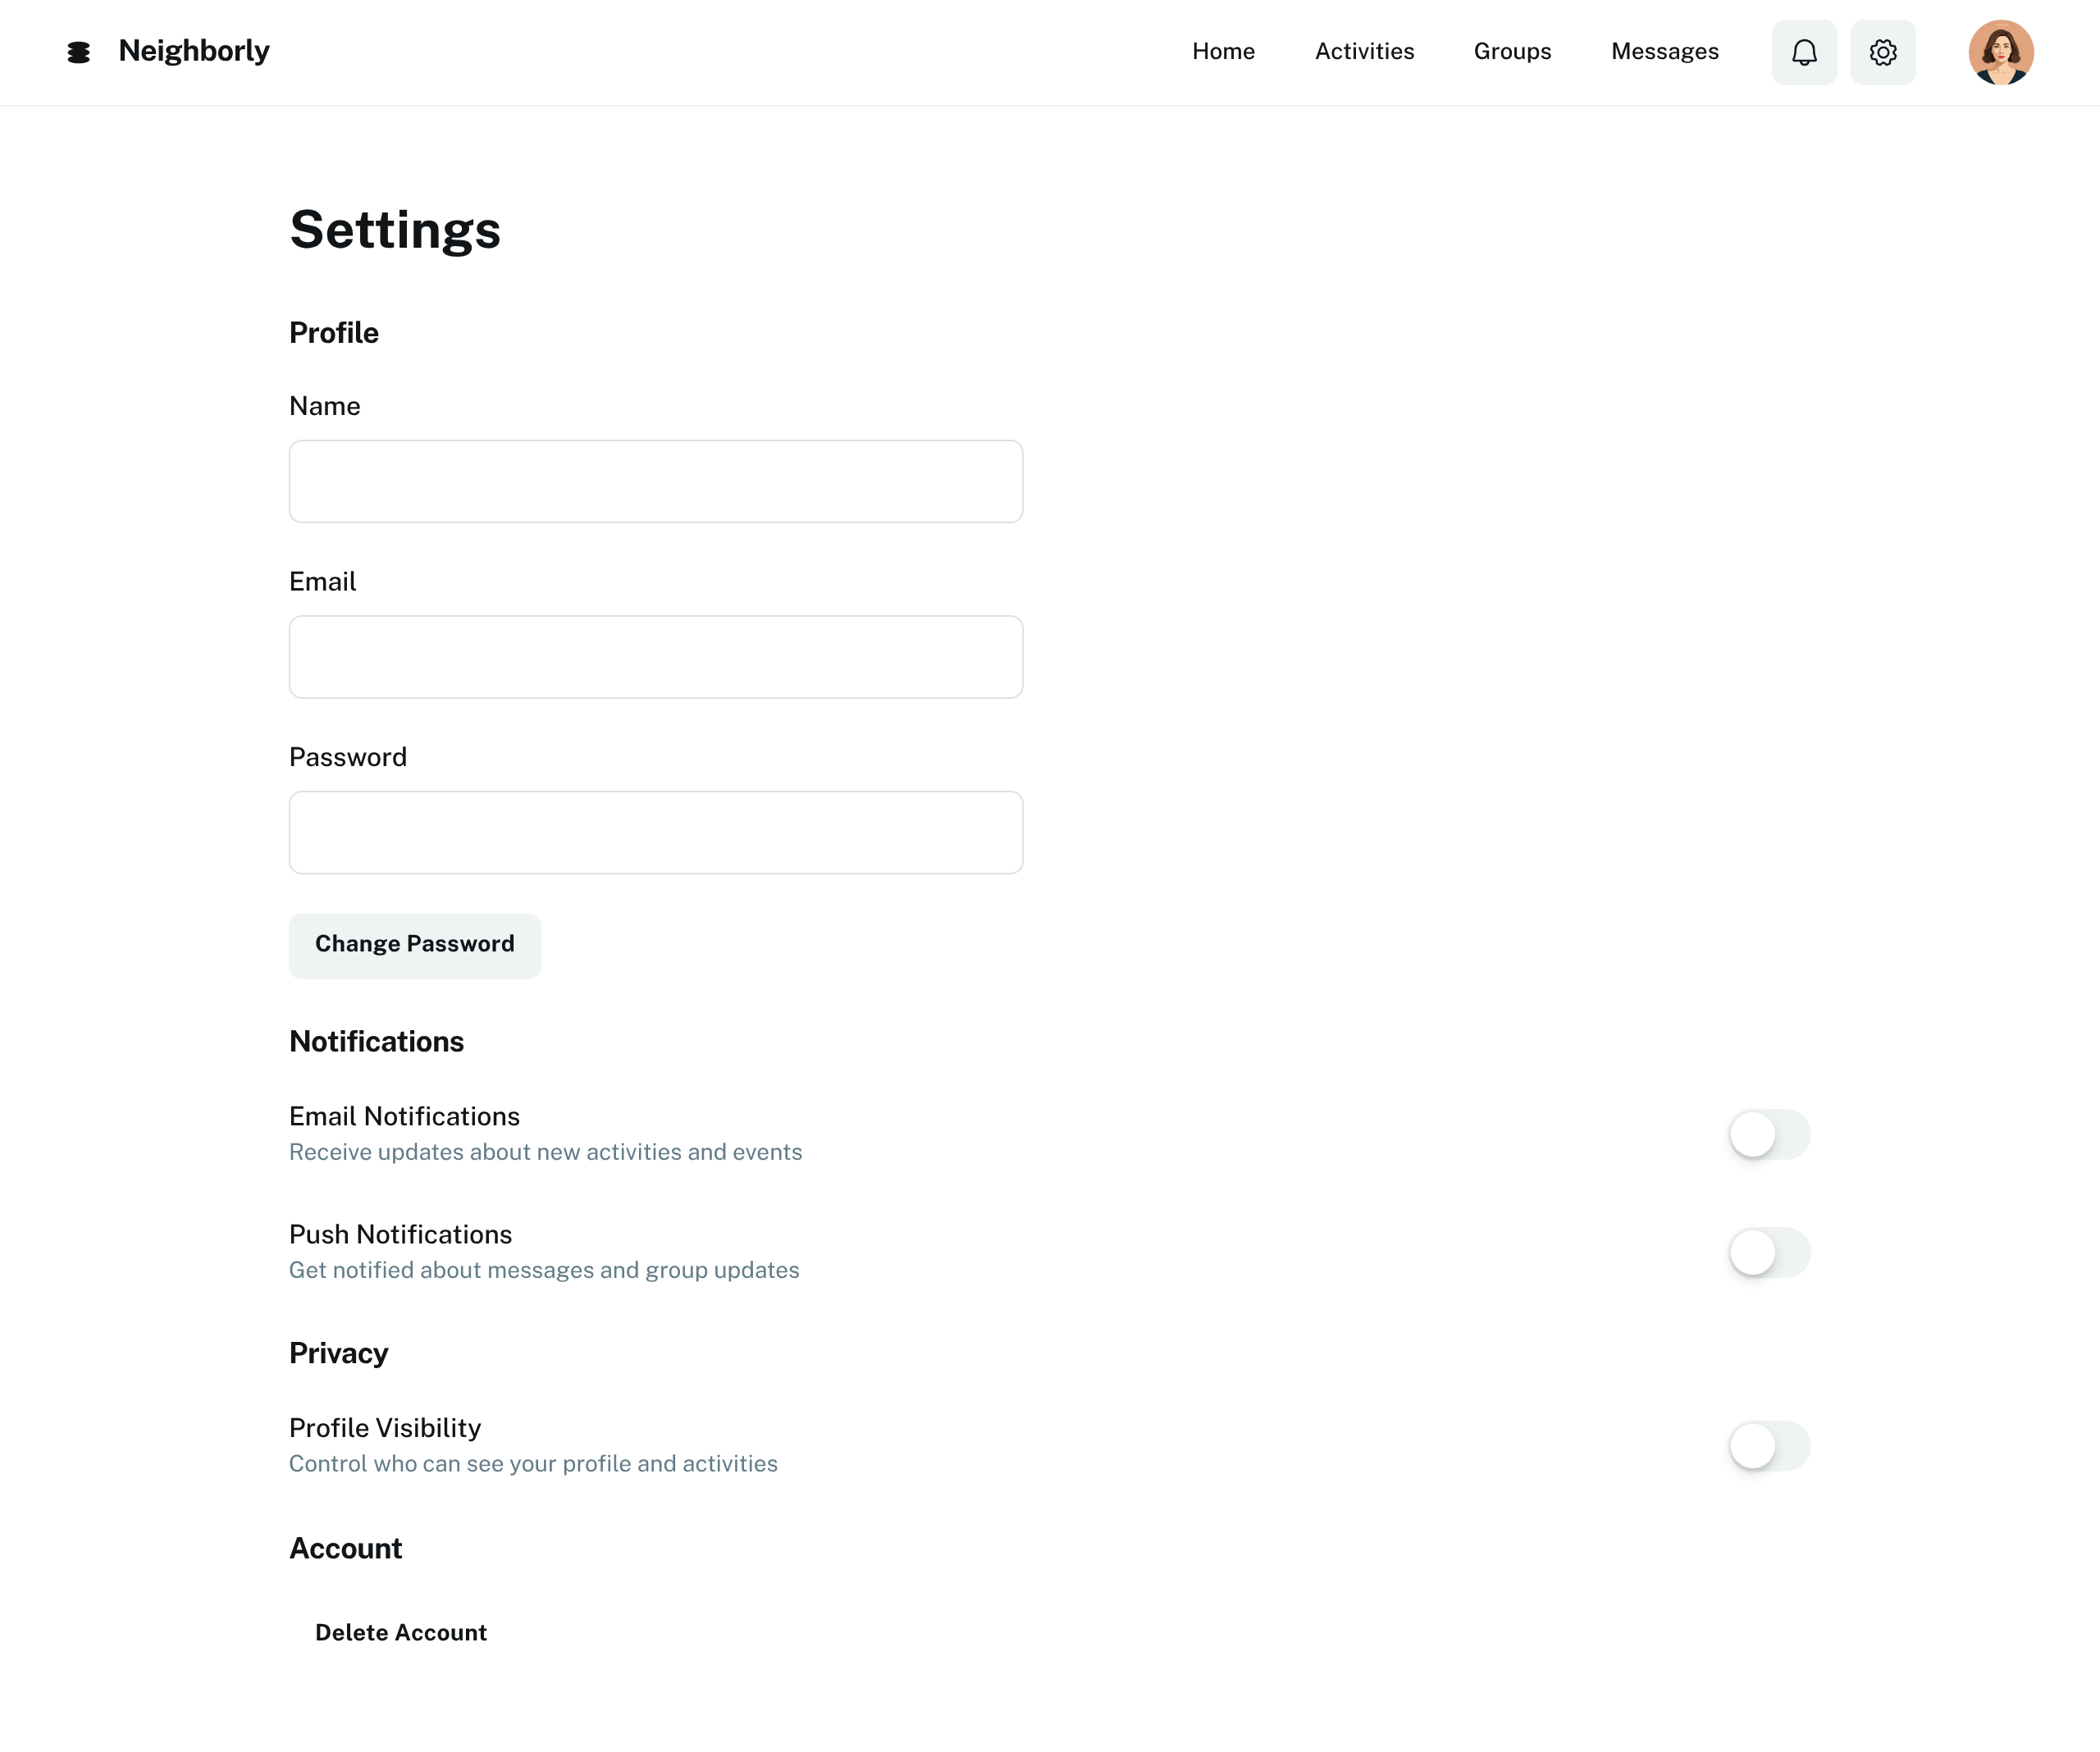 Neighborly
Home
Activities
Groups
Messages
Settings
Profile
Name
Email
Password
Change Password
Notifications
Email Notifications
Receive updates about new activities and events
Push Notifications
Get notified about messages and group updates
Privacy
Profile Visibility
Control who can see your profile and activities
Account
Delete Account